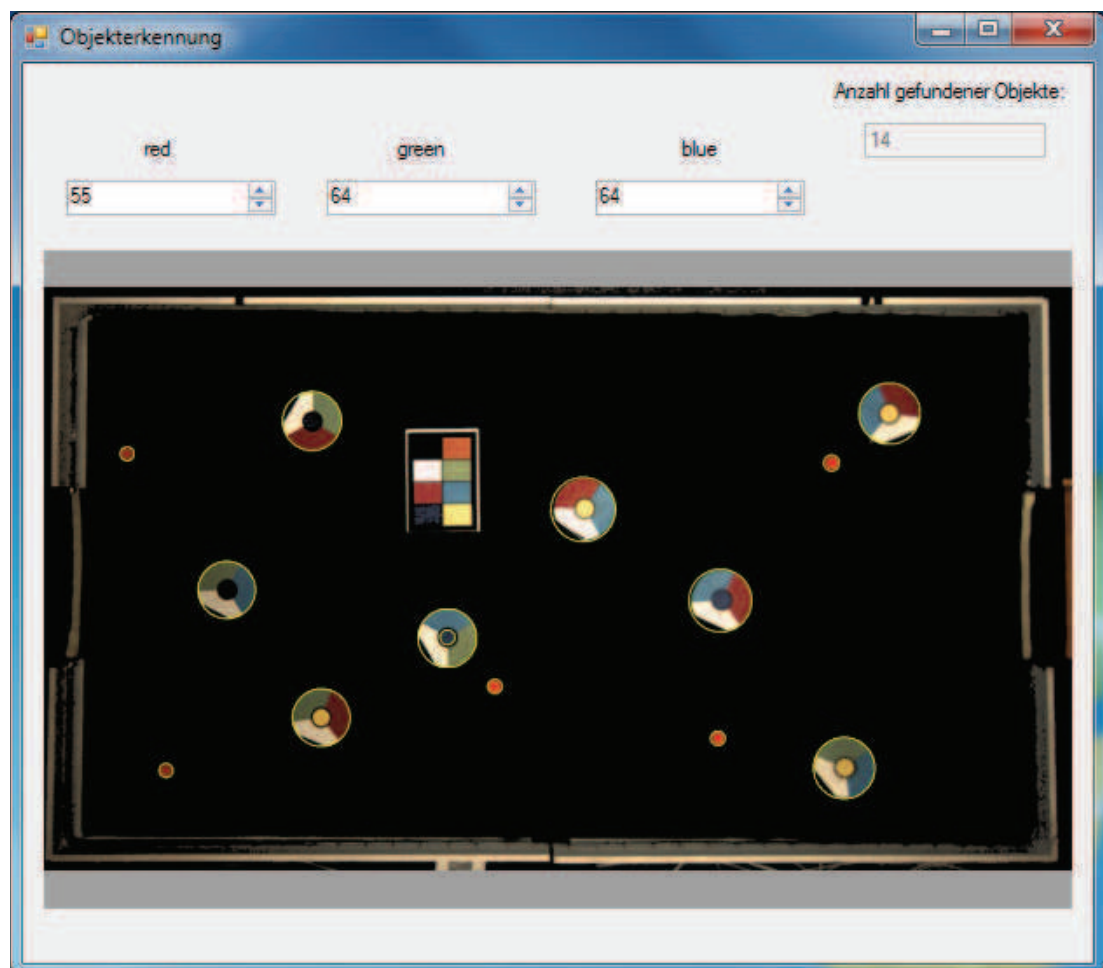 Objekterkennung
Anzahl gefundener Objekte:
14
red
green
blue
55
64
64